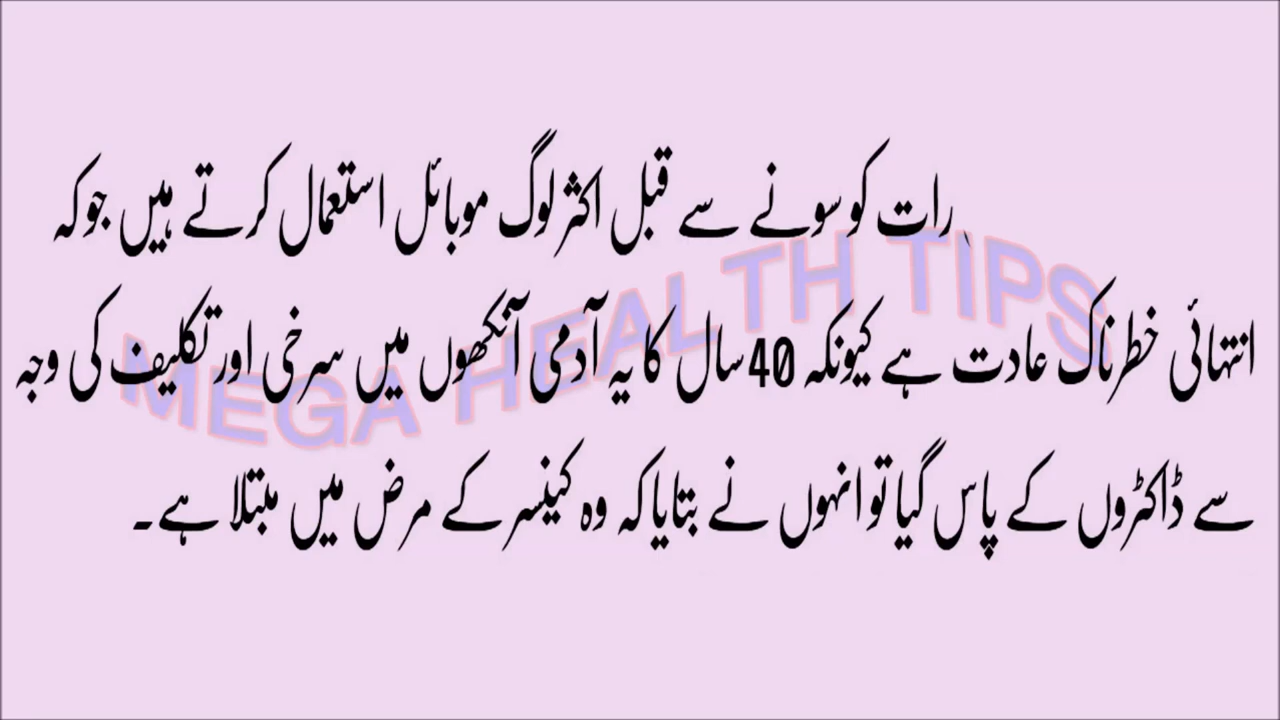 رات کو سونے سے قبل اکثر لوگ موبائل استعمال کرتے ہیں جو کہ
انتہائی خطرناک عادت ہے کیونکہ 40 سال کا یہ آدمی آنکھوں میں سرخی اور تکلیف کی وجہ
سے ڈاکٹروں کے پاس گیا تو انہوں نے بتایا کہ وہ کینسر کے مرض میں مبتلا ہے۔
MEGA HEALTH TIPS